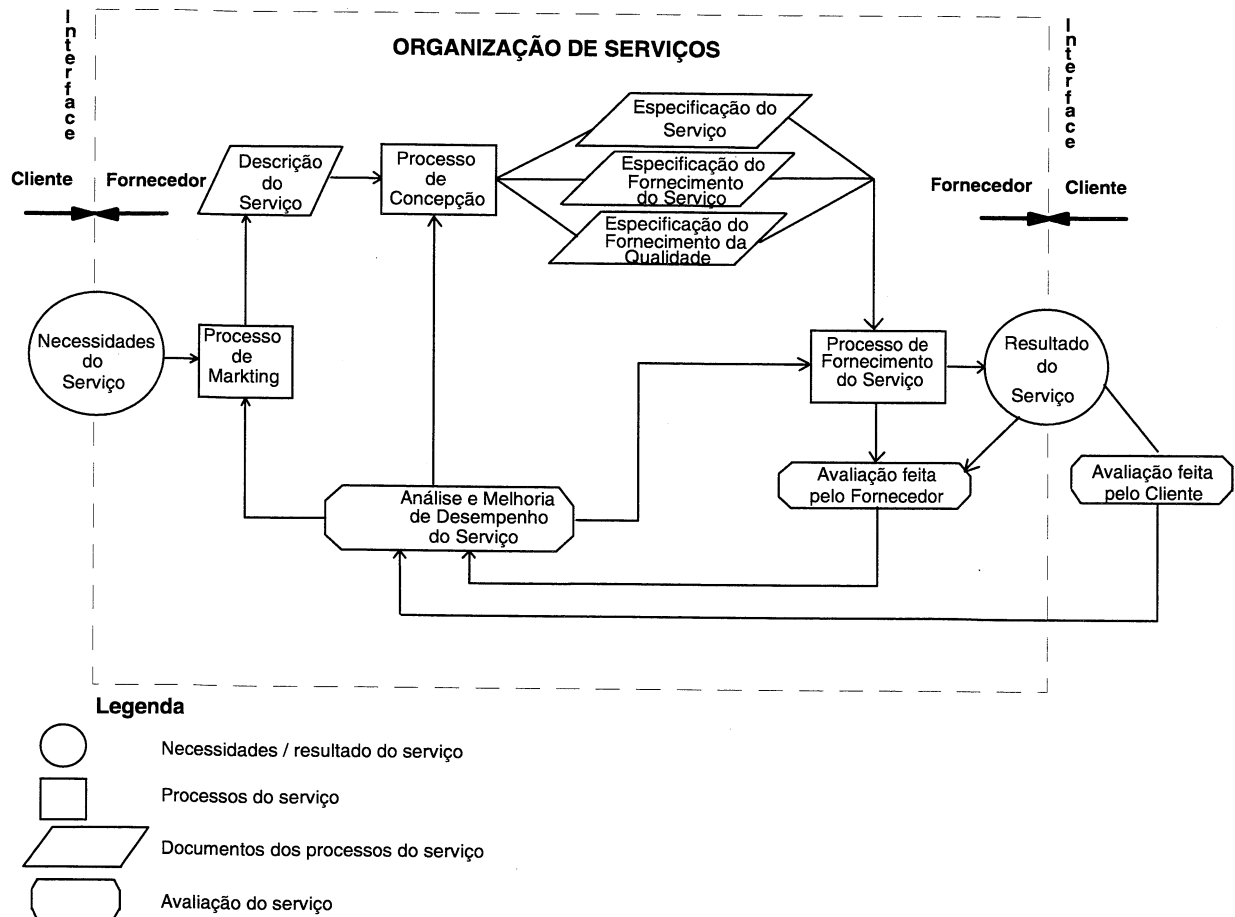 Interface
ORGANIZAÇÃO DE SERVIÇOS
Interface
Cliente
Fornecedor
Descrição
do
Serviço
Processo
de
Concepção
Especificação do
Serviço
Especificação do
Fornecimento
do Serviço
Especificação do
Fornecimento da
Qualidade
Fornecedor
Cliente
Necessidades
do
Serviço
Processo
de
Markting
Processo de
Fornecimento
do Serviço
Resultado
do
Serviço
Análise e Melhoria
de Desempenho
do Serviço
Avaliação feita
pelo Fornecedor
Avaliação feita
pelo Cliente
Legenda
Necessidades / resultado do serviço
Processos do serviço
Documentos dos processos do serviço
Avaliação do serviço